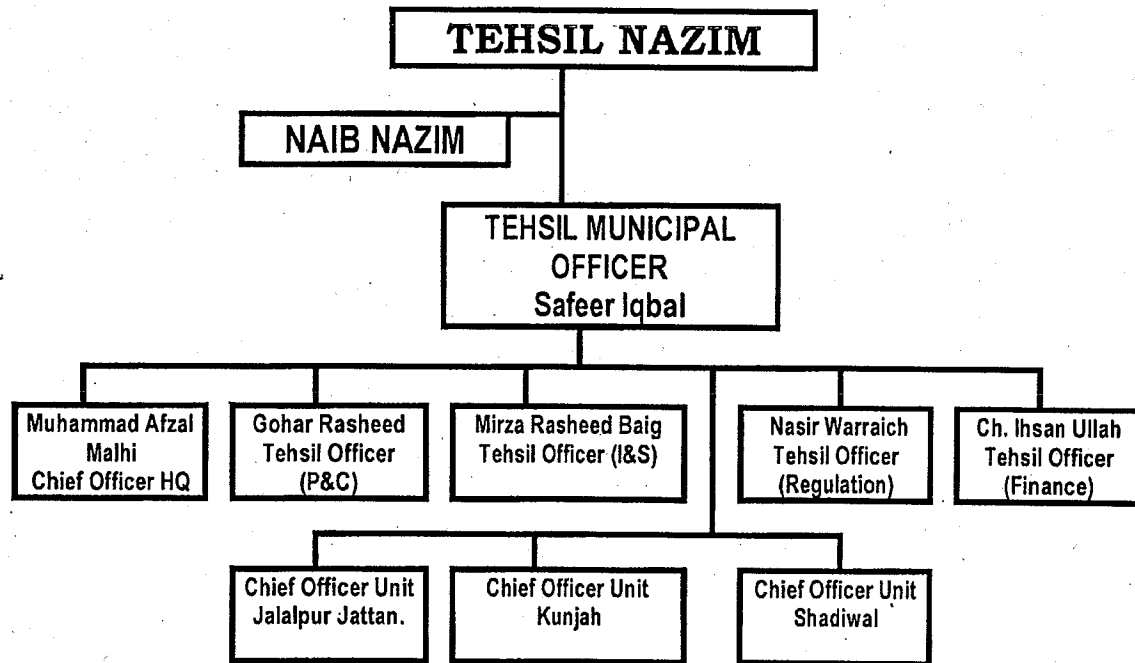 TEHSIL NAZIM
NAIB NAZIM
TEHSIL MUNICIPAL
OFFICER
Safeer Iqbal
Muhammad Afzal
Malhi
Chief Officer HQ
Gohar Rasheed
Tehsil Officer
(P&C)
Mirza Rasheed Baig
Tehsil Officer (I&S)
Nasir Warraich
Tehsil Officer
(Regulation)
Ch. Ihsan Ullah
Tehsil Officer
(Finance)
Chief Officer Unit
Jalalpur Jattan.
Chief Officer Unit
Kunjah
Chief Officer Unit
Shadiwal